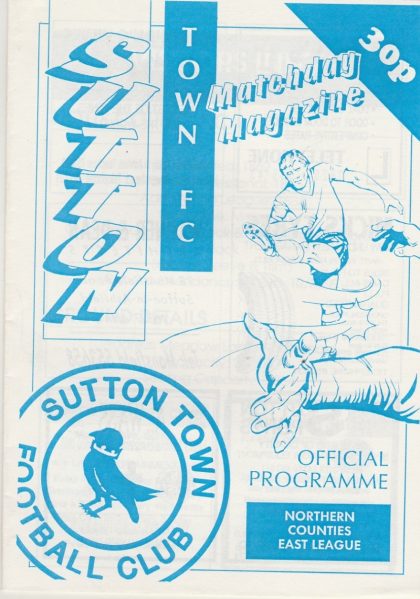 SUTTON
TOWN FC
Matchday
Magazine
30p
SUTTON TOWN
FOOTBALL CLUB
OFFICIAL
PROGRAMME
NORTHERN
COUNTIES
EAST LEAGUE